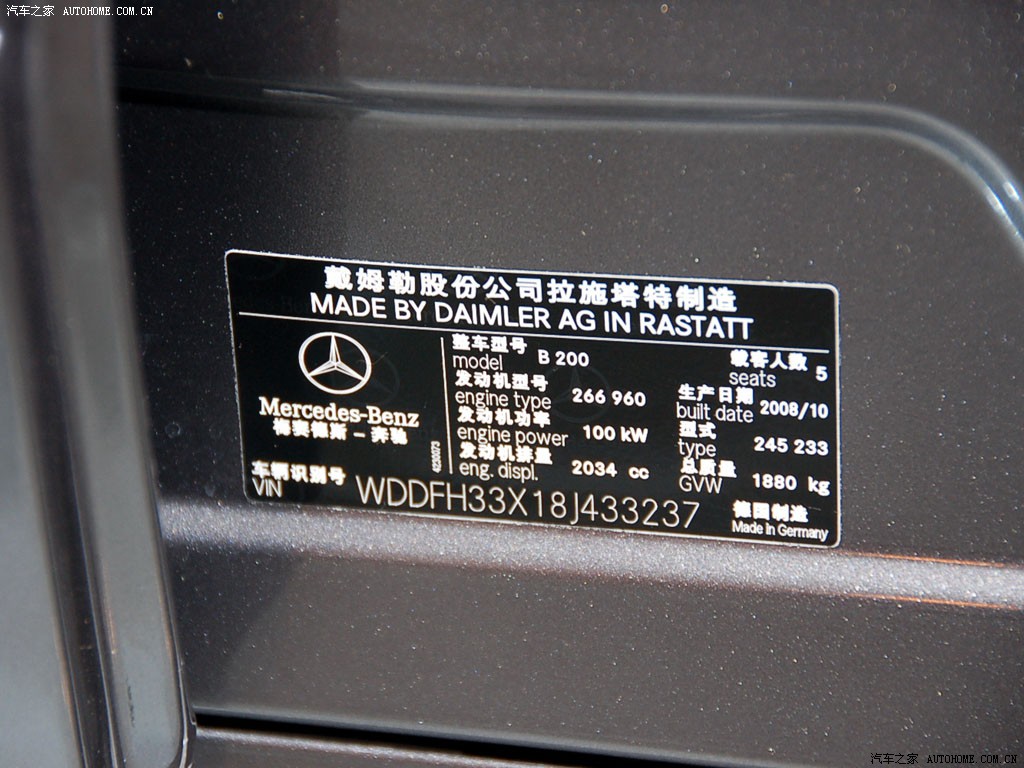 汽车之家 AUTOHOME.COM.CN
戴姆勒股份公司拉施塔特制造
MADE BY DAIMLER AG IN RASTATT
Mercedes-Benz
梅赛德斯－奔驰
423073
整车型号
model B 200
载客人数
seats 5
发动机型号
engine type 266 960
生产日期
built date 2008/10
发动机功率
engine power 100 kW
型式
type 245 233
发动机排量
eng. displ. 2034 cc
总质量
GVW 1880 kg
车辆识别号
VIN WDDFH33X18J433237
德国制造
Made in Germany
汽车之家 AUTOHOME.COM.CN